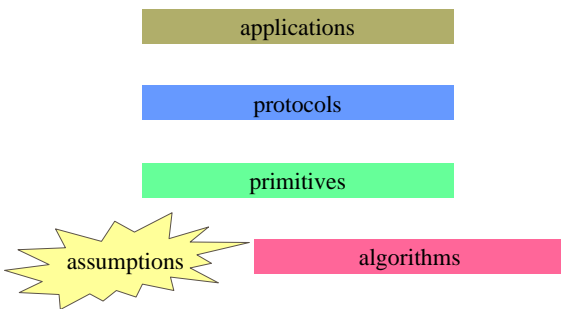 applications
protocols
primitives
assumptions
algorithms